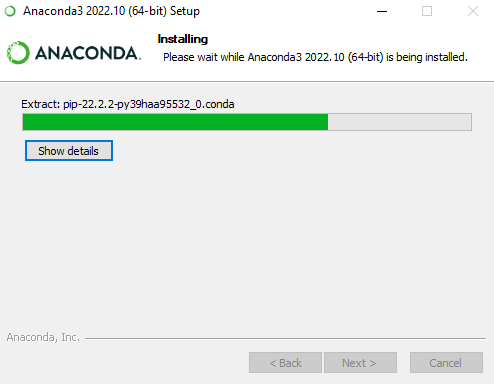 Anaconda3 2022.10 (64-bit) Setup
ANACONDA.
Installing
Please wait while Anaconda3 2022.10 (64-bit) is being installed.
Extract: pip-22.2.2-py39haa95532_0.conda
Show details
Anaconda, Inc.
< Back
Next >
Cancel